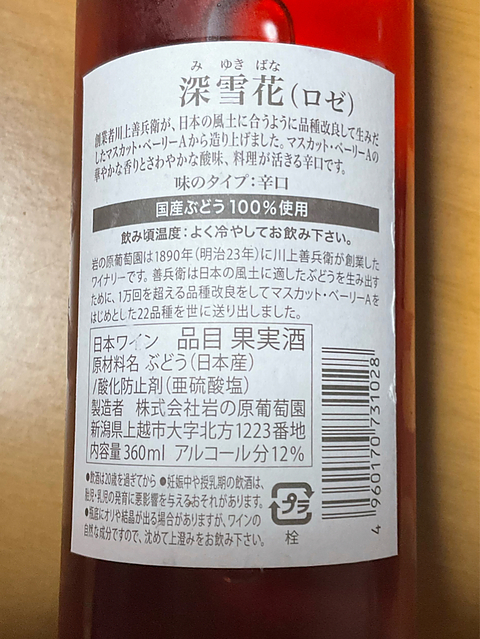 み ゆき ばな
深雪花(ロゼ)
創業者川上善兵衛が、日本の風土に合うように品種改良して生みだ
したマスカット・ベーリーAから造り上げました。マスカット・ベーリーAの
華やかな香りとさわやかな酸味、料理が活きる辛口です。
味のタイプ:辛口
国産ぶどう100%使用
飲み頃温度:よく冷やしてお飲み下さい。
岩の原葡萄園は1890年(明治23年)に川上善兵衛が創業した
ワイナリーです。善兵衛は日本の風土に適したぶどうを生み出す
ために、1万回を超える品種改良をしてマスカット・ベーリーAを
はじめとした22品種を世に送り出しました。
日本ワイン 品目 果実酒
原材料名 ぶどう(日本産)
/酸化防止剤(亜硫酸塩)
製造者 株式会社岩の原葡萄園
新潟県上越市大字北方1223番地
内容量360ml アルコール分12%
●飲酒は20歳を過ぎてから ●妊娠中や授乳期の飲酒は、
胎児・乳児の発育に悪影響を与えるおそれがあります。
●瓶底にオリや結晶が出る場合がありますが、ワインの
自然な成分ですので、沈めて上澄みをお飲み下さい。
プラ
栓
4960170731028